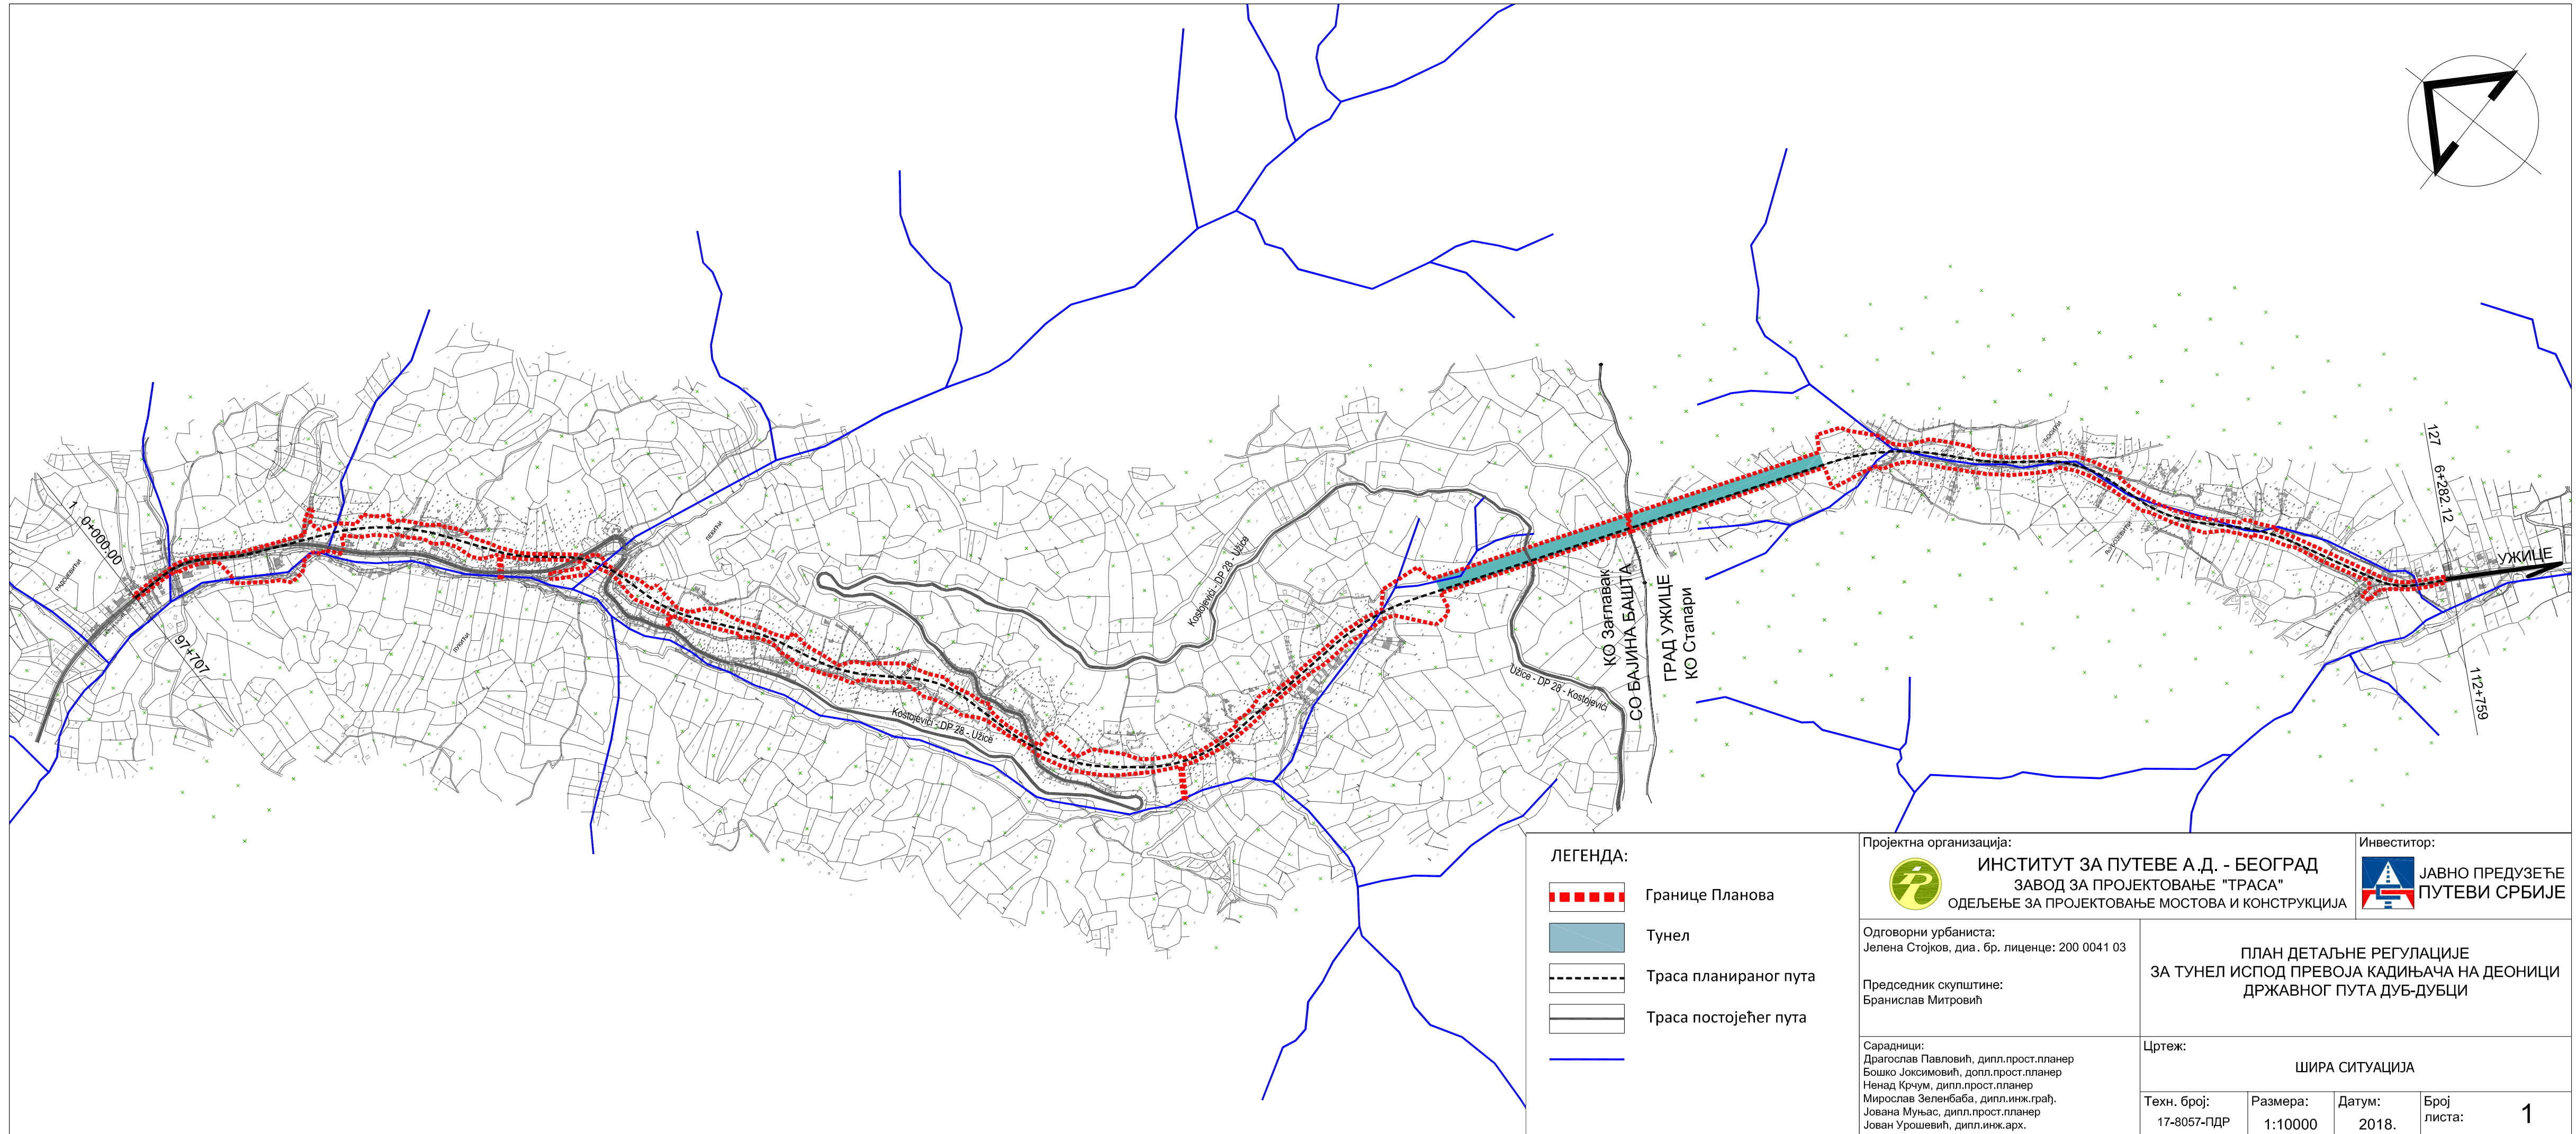 1 0+000.00
97+707
РАДОЈЕВИЋИ
Kostojevići - DP 28 - Užice
Kostojevići - DP 28 - Užice
Užice - DP 28 - Kostojevići
КО Заглавак
СО БАЈИНА БАШТА
ГРАД УЖИЦЕ
КО Стапари
127 6+282.12
112+759
УЖИЦЕ
ЛЕГЕНДА:
Границе Планова
Тунел
Траса планираног пута
Траса постојећег пута
Пројектна организација:
ИНСТИТУТ ЗА ПУТЕВЕ А.Д. - БЕОГРАД
ЗАВОД ЗА ПРОЈЕКТОВАЊЕ "ТРАСА"
ОДЕЉЕЊЕ ЗА ПРОЈЕКТОВАЊЕ МОСТОВА И КОНСТРУКЦИЈА
Инвеститор:
ЈАВНО ПРЕДУЗЕЋЕ
ПУТЕВИ СРБИЈЕ
Одговорни урбаниста:
Јелена Стојков, диа. бр. лиценце: 200 0041 03
Председник скупштине:
Бранислав Митровић
ПЛАН ДЕТАЉНЕ РЕГУЛАЦИЈЕ
ЗА ТУНЕЛ ИСПОД ПРЕВОЈА КАДИЊАЧА НА ДЕОНИЦИ
ДРЖАВНОГ ПУТА ДУБ-ДУБЦИ
Сарадници:
Драгослав Павловић, дипл.прост.планер
Бошко Јоксимовић, допл.прост.планер
Ненад Крчум, дипл.прост.планер
Мирослав Зеленбаба, дипл.инж.грађ.
Јована Муњас, дипл.прост.планер
Јован Урошевић, дипл.инж.арх.
Цртеж:
ШИРА СИТУАЦИЈА
Техн. број:
17-8057-ПДР
Размера:
1:10000
Датум:
2018.
Број
листа:
1